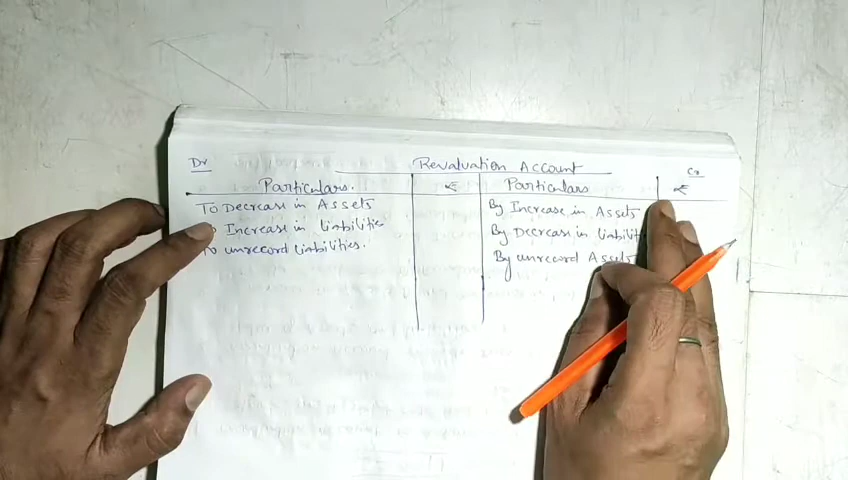 Revaluation Account
Dr
Cr
Particulars.
Particulars
To Decrease in Assets
Increase in liabilities
To unrecord liabilities.
By Increase in Assets
By Decrease in
By unrecord Assets